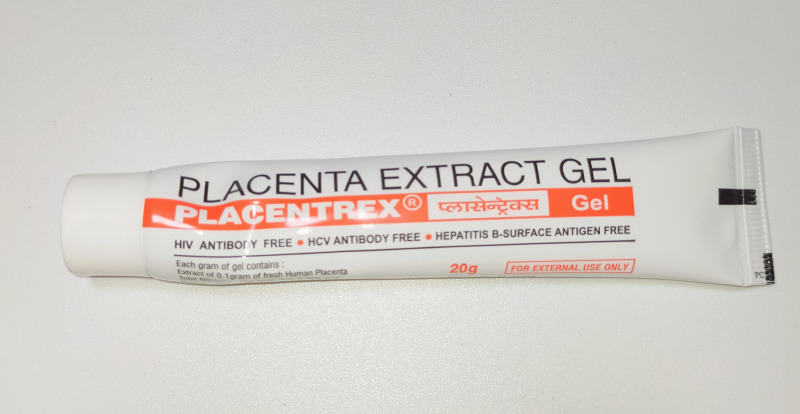 PLACENTA EXTRACT GEL
PLACENTREX® प्लासेन्ट्रेक्स Gel
HIV ANTIBODY FREE • HCV ANTIBODY FREE • HEPATITIS B-SURFACE ANTIGEN FREE
Each gram of gel contains :
Extract of 0.1gram of fresh Human Placenta
20g FOR EXTERNAL USE ONLY